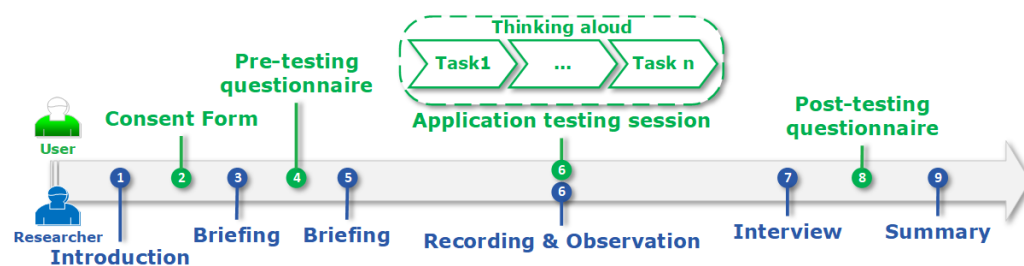 Thinking aloud
Task1
...
Task n
Pre-testing
questionnaire
Post-testing
questionnaire
Consent Form
Application testing session
User
1
2
3
4
5
6
6
7
8
9
Researcher
Introduction
Briefing
Briefing
Recording & Observation
Interview
Summary